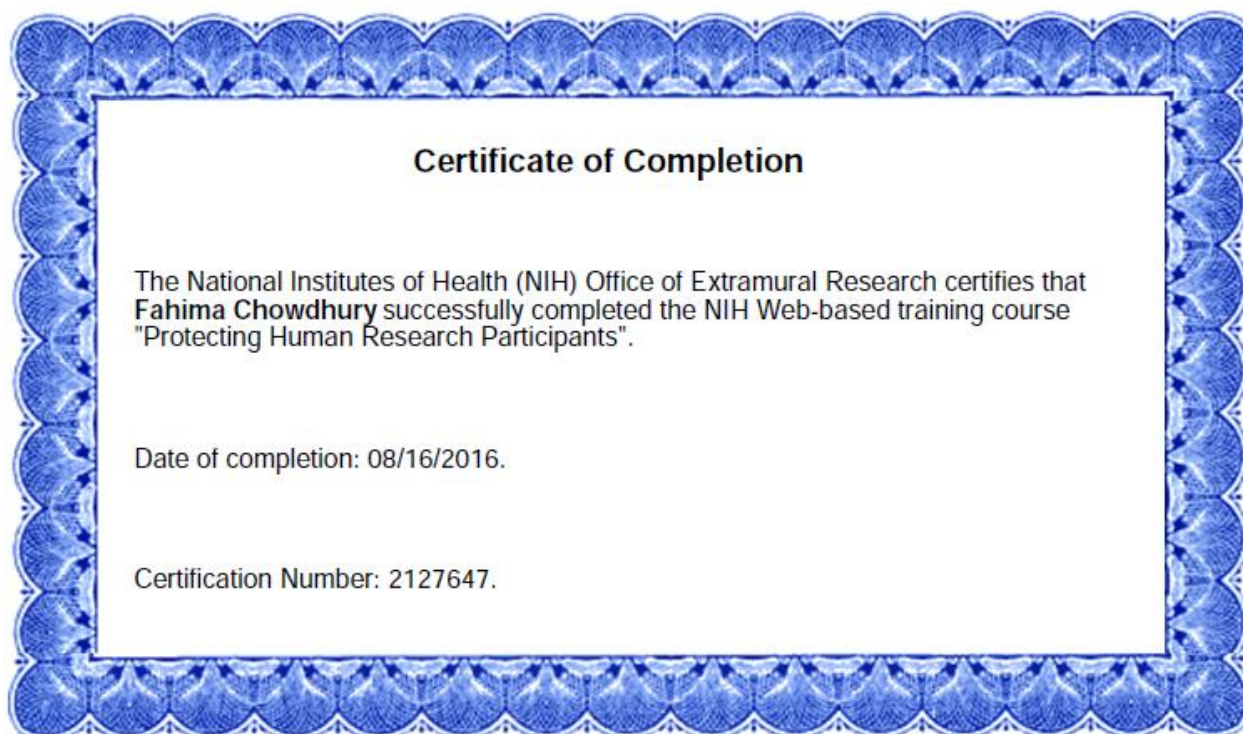 Certificate of Completion
The National Institutes of Health (NIH) Office of Extramural Research certifies that
Fahima Chowdhury successfully completed the NIH Web-based training course
"Protecting Human Research Participants".
Date of completion: 08/16/2016.
Certification Number: 2127647.